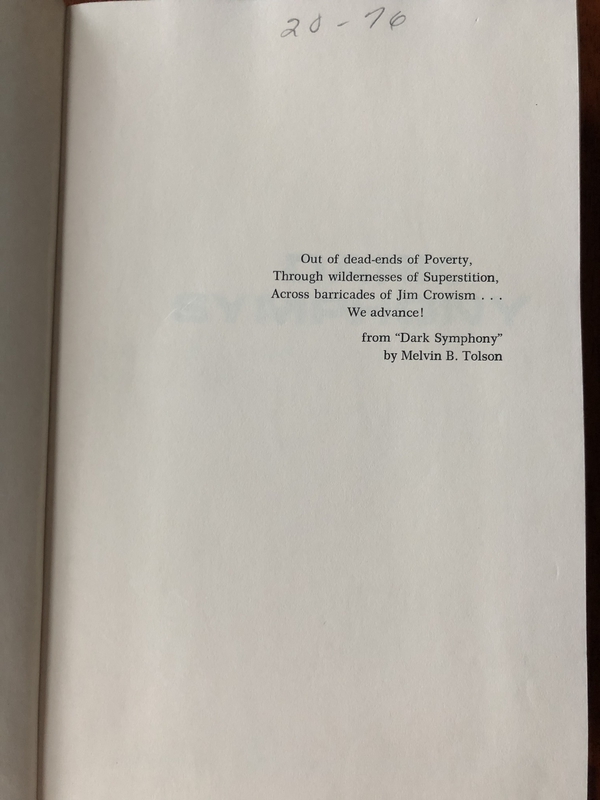 20-76
Out of dead-ends of Poverty,
Through wildernesses of Superstition,
Across barricades of Jim Crowism . . .
We advance!
from “Dark Symphony”
by Melvin B. Tolson